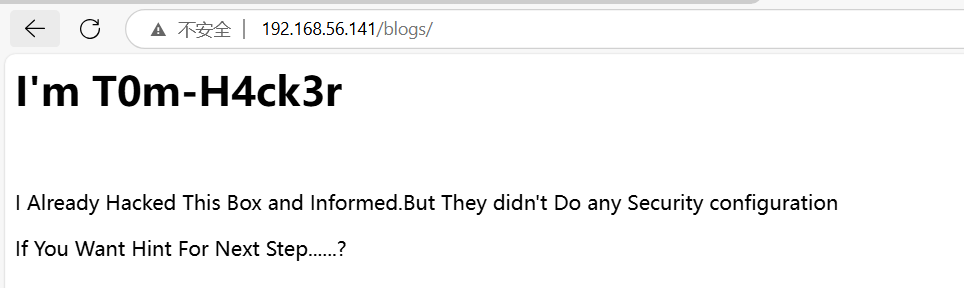 不安全 192.168.56.141/blogs/
I'm T0m-H4ck3r
I Already Hacked This Box and Informed.But They didn't Do any Security configuration
If You Want Hint For Next Step......?